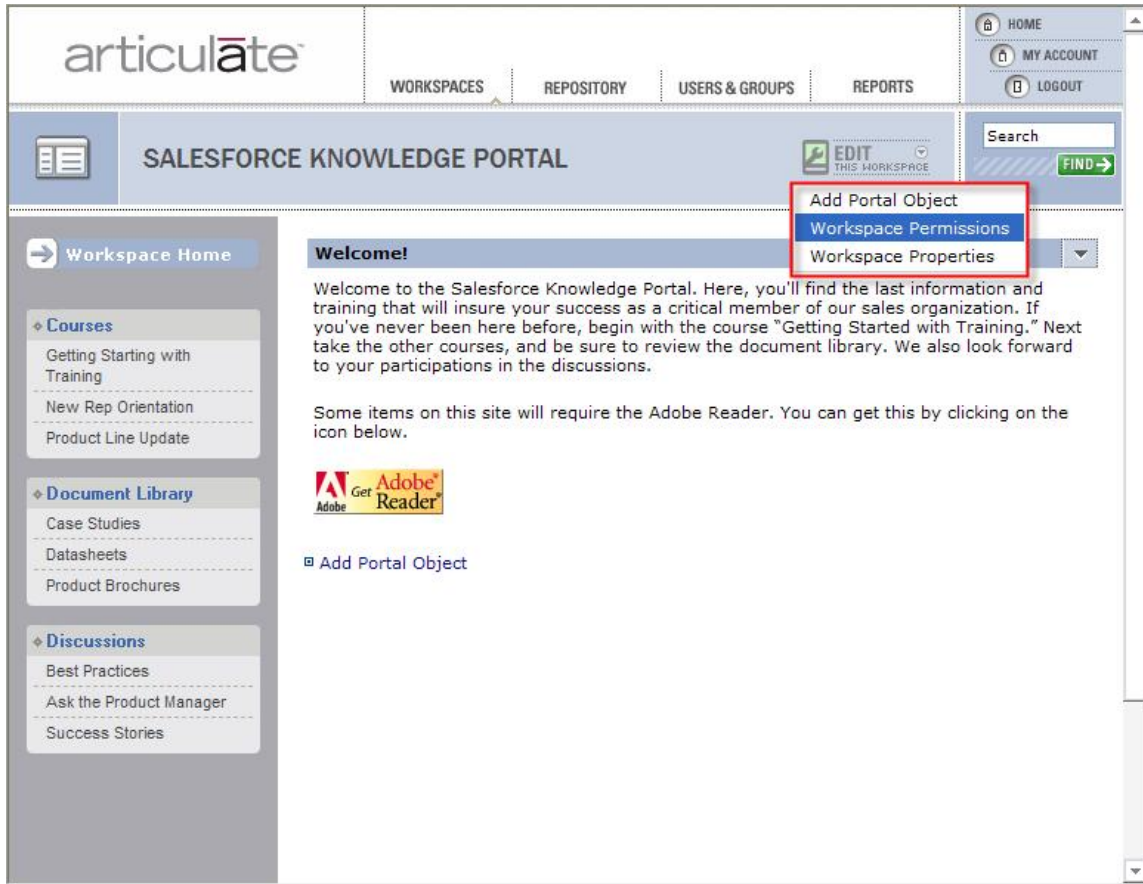 articulāte™
WORKSPACES
REPOSITORY
USERS & GROUPS
REPORTS
HOME
MY ACCOUNT
LOGOUT
SALESFORCE KNOWLEDGE PORTAL
EDIT
THIS WORKSPACE
Search
FIND
Add Portal Object
Workspace Permissions
Workspace Properties
Workspace Home
Courses
Getting Starting with
Training
New Rep Orientation
Product Line Update
Document Library
Case Studies
Datasheets
Product Brochures
Discussions
Best Practices
Ask the Product Manager
Success Stories
Welcome!
Welcome to the Salesforce Knowledge Portal. Here, you'll find the last information and
training that will insure your success as a critical member of our sales organization. If
you've never been here before, begin with the course "Getting Started with Training." Next
take the other courses, and be sure to review the document library. We also look forward
to your participations in the discussions.
Some items on this site will require the Adobe Reader. You can get this by clicking on the
icon below.
Adobe
Get Adobe®
Reader®
Add Portal Object